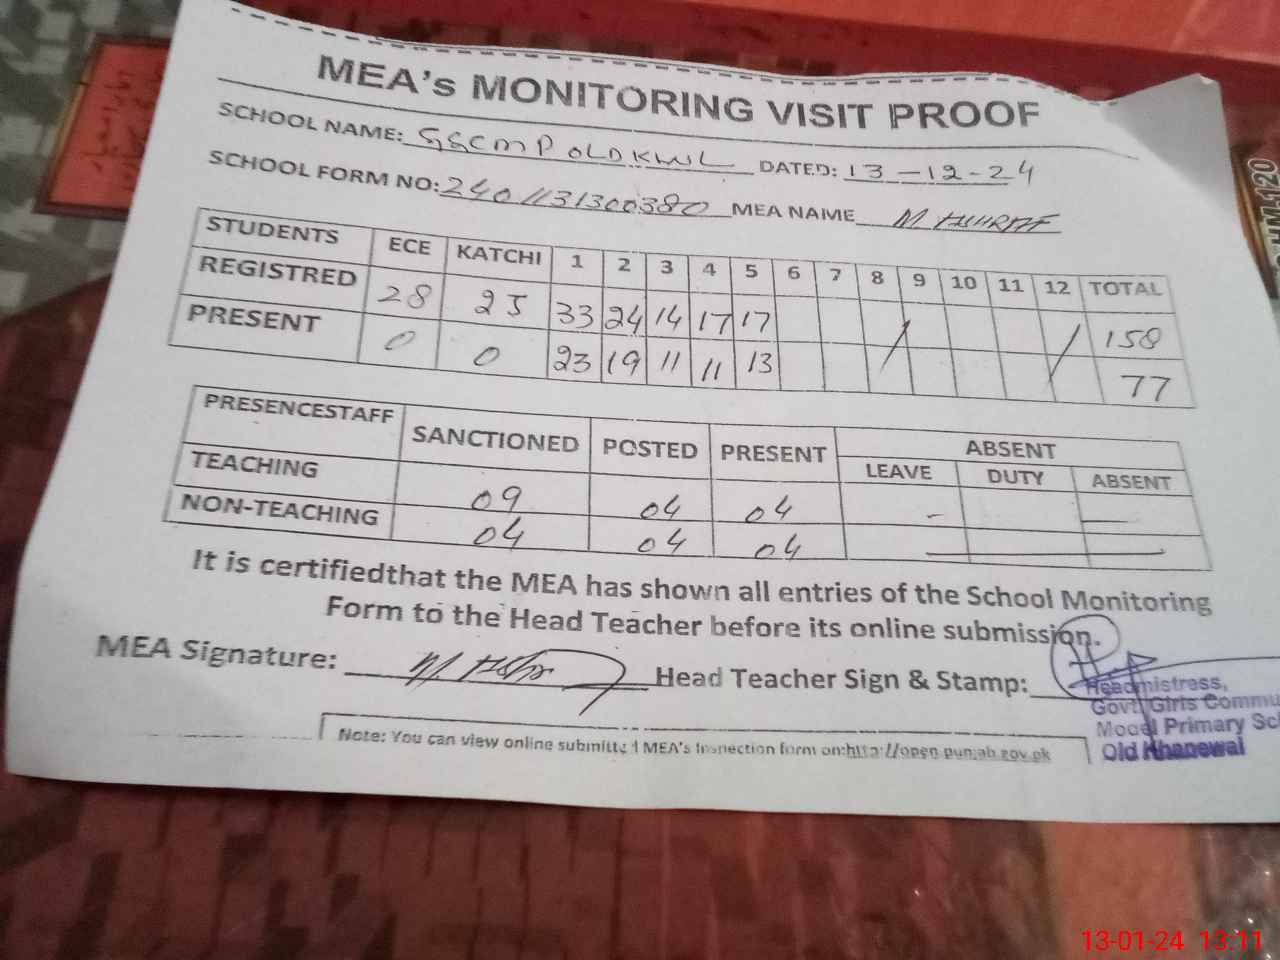 MEA's MONITORING VISIT PROOF
SCHOOL NAME: GGCMP OLD KWL DATED: 13-12-24
SCHOOL FORM NO: 2401131300380 MEA NAME M
STUDENTS ECE KATCHI 1 2 3 4 5 6 7 8 9 10 11 12 TOTAL
REGISTRED 28 25 33 24 14 17 17 158
PRESENT 0 0 23 19 11 11 13 77
PRESENCESTAFF SANCTIONED POSTED PRESENT ABSENT
LEAVE DUTY ABSENT
TEACHING 09 04 04 - —
NON-TEACHING 04 04 04 —
It is certifiedthat the MEA has shown all entries of the School Monitoring
Form to the Head Teacher before its online submission.
MEA Signature: Head Teacher Sign & Stamp:
Headmistress,
Govt. Girls Commu
Model Primary Sc
Old Khanewal
Note: You can view online submitted MEA's Inspection form on:http://open.punjab.gov.pk
13-01-24 13:11